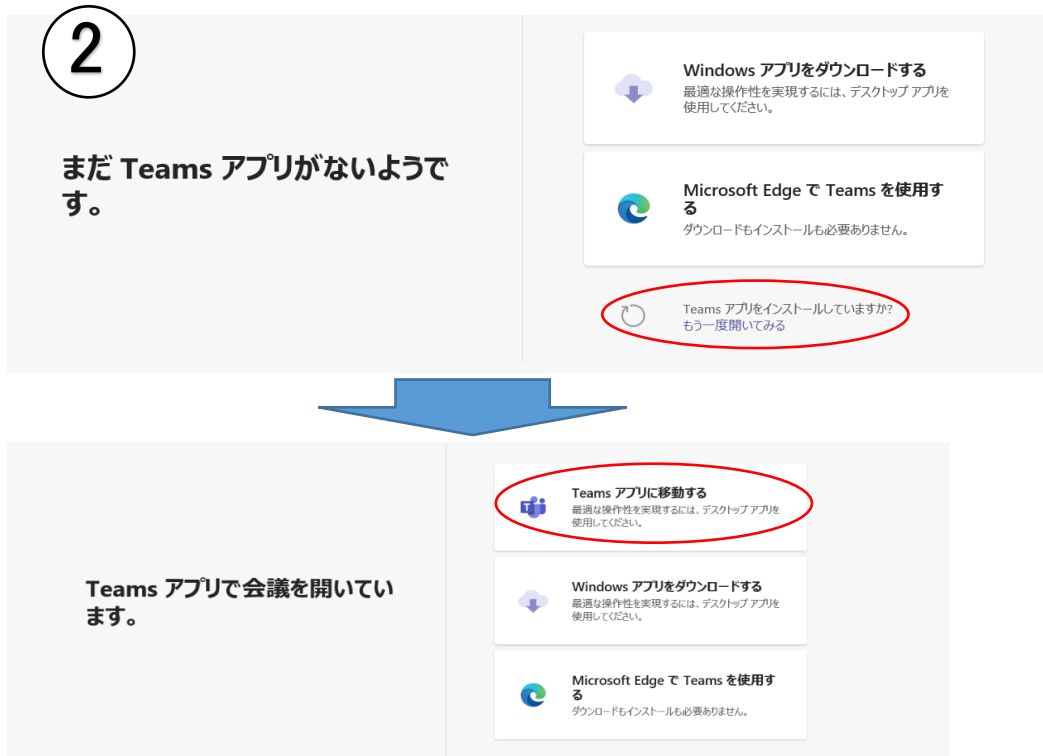 2
まだ Teams アプリがないようで
す。
Windows アプリをダウンロードする
最適な操作性を実現するには、デスクトップ アプリを
使用してください。
Microsoft Edge で Teams を使用す
る
ダウンロードもインストールも必要ありません。
Teams アプリをインストールしていますか?
もう一度開いてみる
Teams アプリで会議を開いてい
ます。
Teams アプリに移動する
最適な操作性を実現するには、デスクトップ アプリを
使用してください。
Windows アプリをダウンロードする
最適な操作性を実現するには、デスクトップ アプリを
使用してください。
Microsoft Edge で Teams を使用す
る
ダウンロードもインストールも必要ありません。